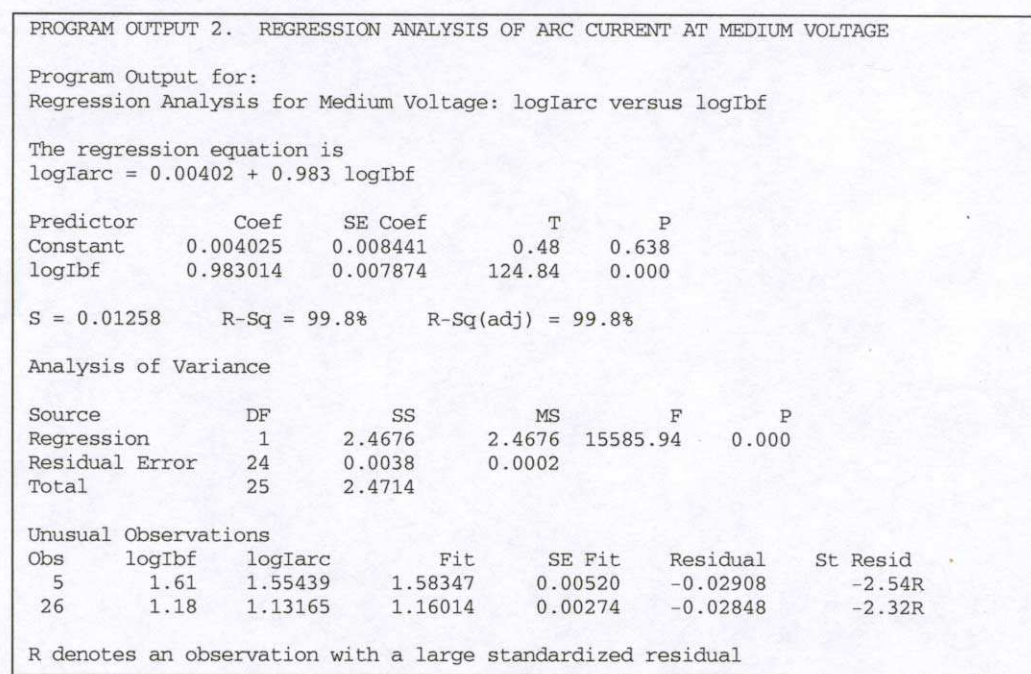 PROGRAM OUTPUT 2. REGRESSION ANALYSIS OF ARC CURRENT AT MEDIUM VOLTAGE
Program Output for:
Regression Analysis for Medium Voltage: logIarc versus logIbf
The regression equation is
logIarc = 0.00402 + 0.983 logIbf
Predictor Coef SE Coef T P
Constant 0.004025 0.008441 0.48 0.638
logIbf 0.983014 0.007874 124.84 0.000
S = 0.01258 R-Sq = 99.8% R-Sq(adj) = 99.8%
Analysis of Variance
Source DF SS MS F P
Regression 1 2.4676 2.4676 15585.94 0.000
Residual Error 24 0.0038 0.0002
Total 25 2.4714
Unusual Observations
Obs logIbf logIarc Fit SE Fit Residual St Resid
5 1.61 1.55439 1.58347 0.00520 -0.02908 -2.54R
26 1.18 1.13165 1.16014 0.00274 -0.02848 -2.32R
R denotes an observation with a large standardized residual